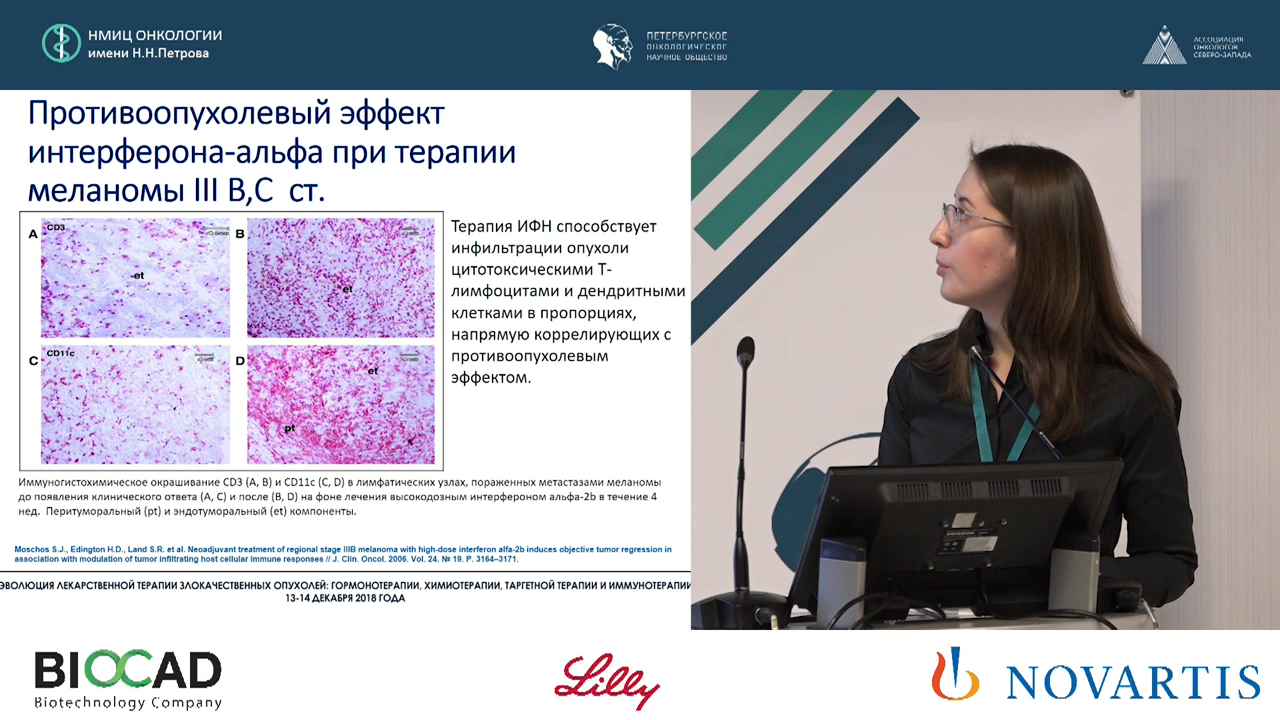 НМИЦ ОНКОЛОГИИ
имени Н.Н.Петрова
ПЕТЕРБУРГСКОЕ
ОНКОЛОГИЧЕСКОЕ
НАУЧНОЕ ОБЩЕСТВО
АССОЦИАЦИЯ
ОНКОЛОГОВ
СЕВЕРО-ЗАПАДА
Противоопухолевый эффект
интерферона-альфа при терапии
меланомы III B,C ст.
A
CD3
et
B
et
C
CD11c
D
et
pt
Терапия ИФН способствует
инфильтрации опухоли
цитотоксическими Т-
лимфоцитами и дендритными
клетками в пропорциях,
напрямую коррелирующих с
противоопухолевым
эффектом.
Иммуногистохимическое окрашивание CD3 (A, B) и CD11c (C, D) в лимфатических узлах, пораженных метастазами меланомы
до появления клинического ответа (A, C) и после (B, D) на фоне лечения высокодозным интерфероном альфа-2b в течение 4
нед. Перитуморальный (pt) и эндотуморальный (et) компоненты.
Moschos S.J., Edington H.D., Land S.R. et al. Neoadjuvant treatment of regional stage IIIB melanoma with high-dose interferon alfa-2b induces objective tumor regression in
association with modulation of tumor infiltrating host cellular immune responses // J. Clin. Oncol. 2006. Vol. 24. № 19. P. 3164–3171.
ЭВОЛЮЦИЯ ЛЕКАРСТВЕННОЙ ТЕРАПИИ ЗЛОКАЧЕСТВЕННЫХ ОПУХОЛЕЙ: ГОРМОНОТЕРАПИИ, ХИМИОТЕРАПИИ, ТАРГЕТНОЙ ТЕРАПИИ И ИММУНОТЕРАПИИ
13-14 ДЕКАБРЯ 2018 ГОДА
BIOCAD
Biotechnology Company
Lilly
NOVARTIS